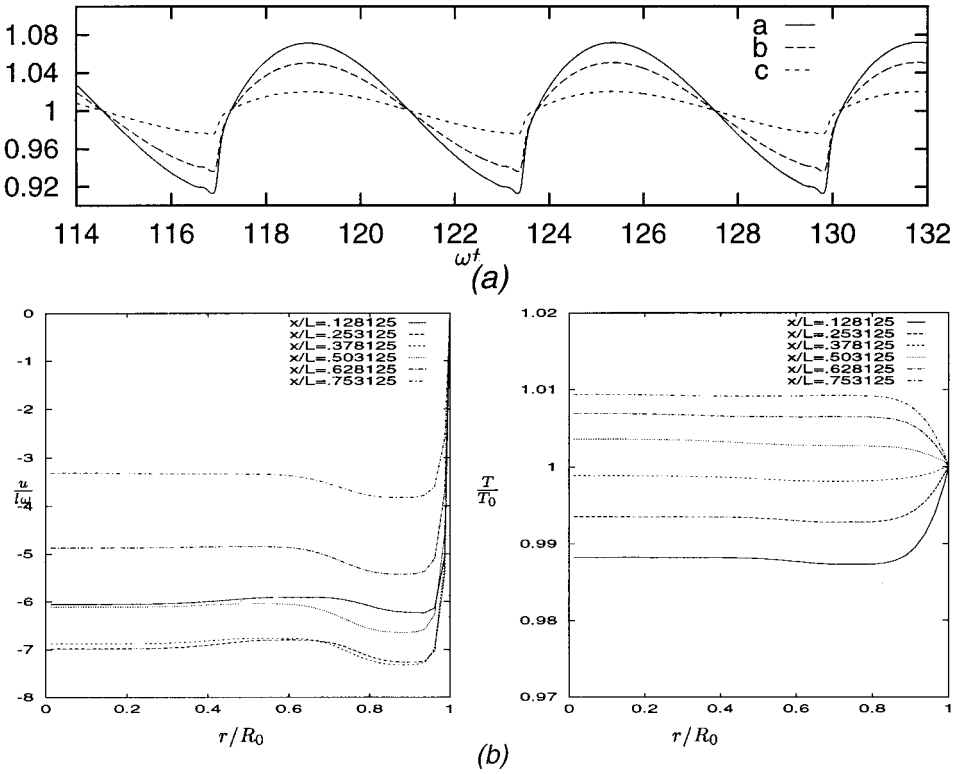 1.08
1.04
1
0.96
0.92
a
b
c
114 116 118 120 122 124 126 128 130 132
ωt
(a)
0
-1
-2
-3
-4
-5
-6
-7
-8
u
lω
x/L=.128125
x/L=.253125
x/L=.378125
x/L=.503125
x/L=.628125
x/L=.753125
0 0.2 0.4 0.6 0.8 1
r/R0
1.02
1.01
1
0.99
0.98
0.97
T
T0
x/L=.128125
x/L=.253125
x/L=.378125
x/L=.503125
x/L=.628125
x/L=.753125
0 0.2 0.4 0.6 0.8 1
r/R0
(b)